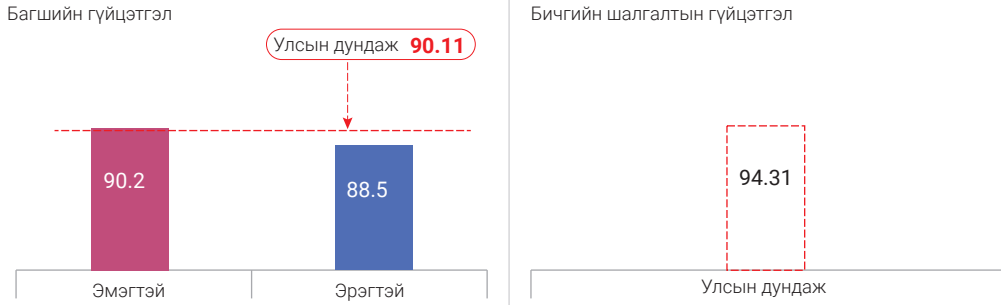 Багшийн гүйцэтгэл
Улсын дундаж 90.11
90.2
88.5
Эмэгтэй
Эрэгтэй
Бичгийн шалгалтын гүйцэтгэл
94.31
Улсын дундаж